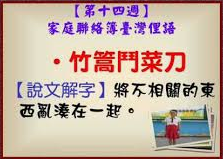 【第十四週】
家庭聯絡簿臺灣俚語
·竹篙鬥菜刀
【說文解字】將不相關的東
西亂湊在一起。